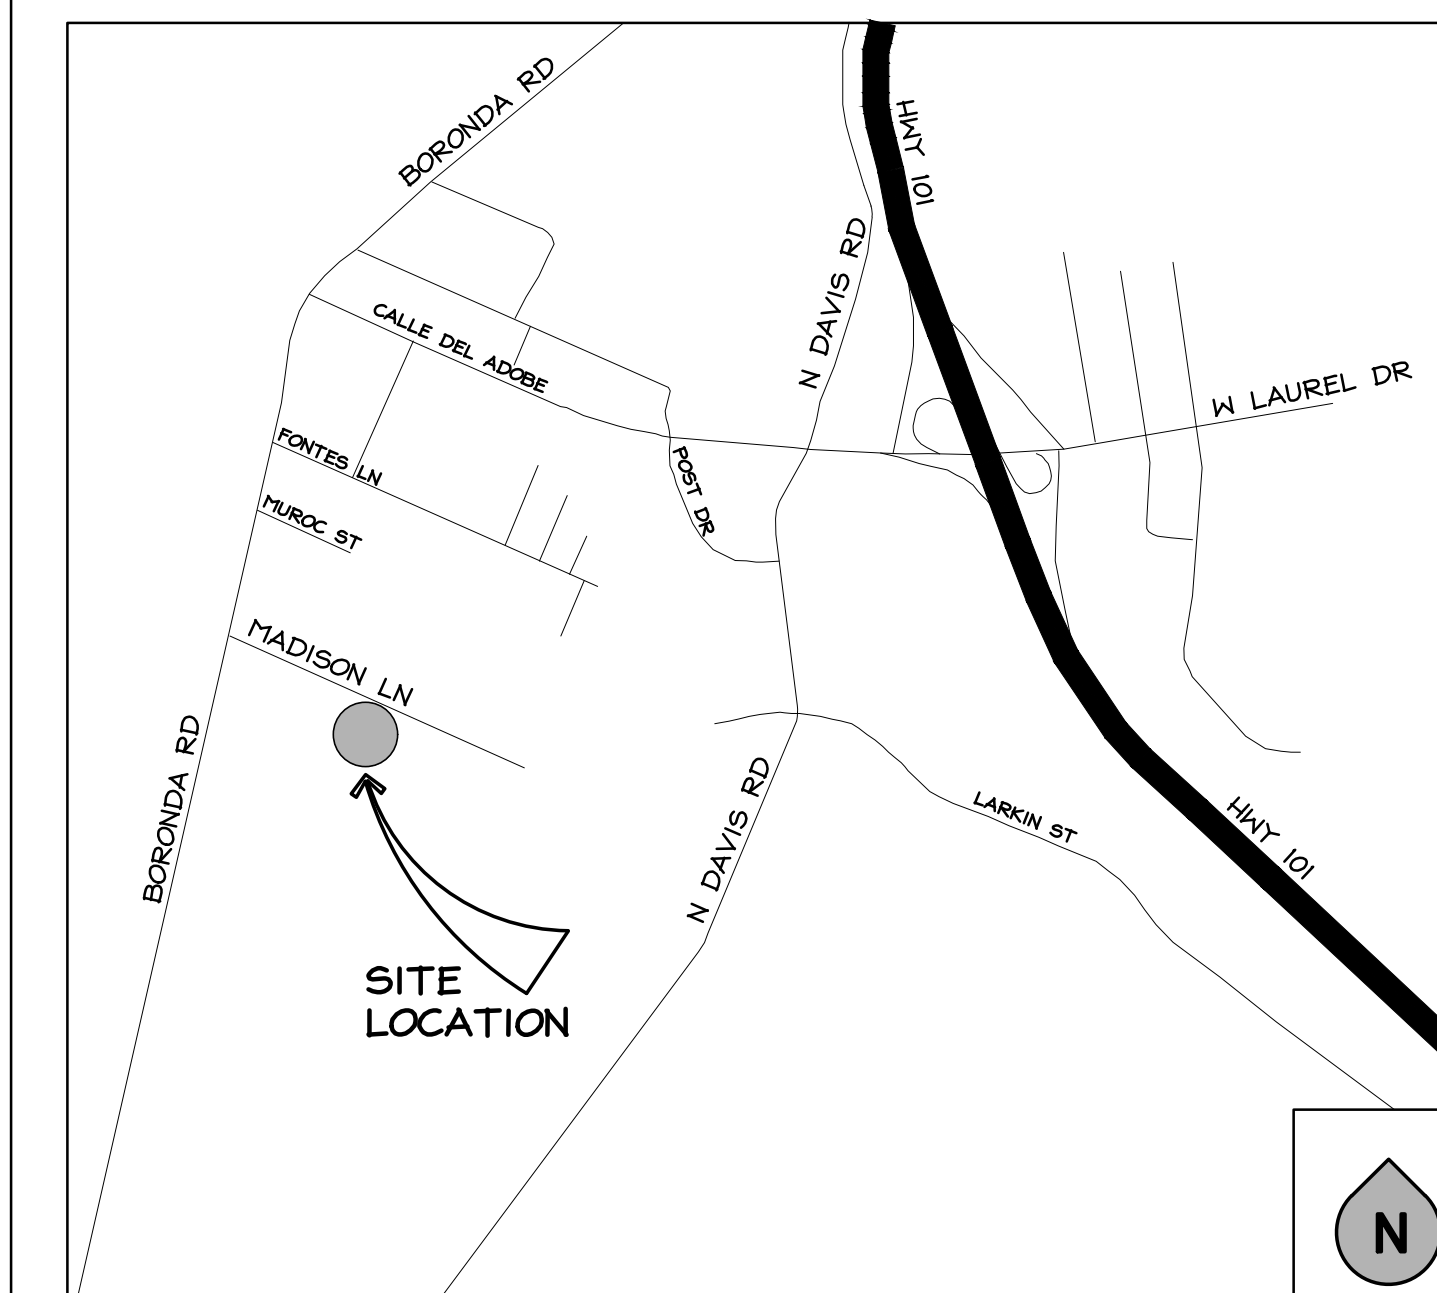 BORONDA RD
HWY 101
N DAVIS RD
CALLE DEL ADOBE
W LAUREL DR
FONTES LN
POST DR
MUROC ST
MADISON LN
BORONDA RD
N DAVIS RD
LARKIN ST
HWY 101
SITE
LOCATION
N